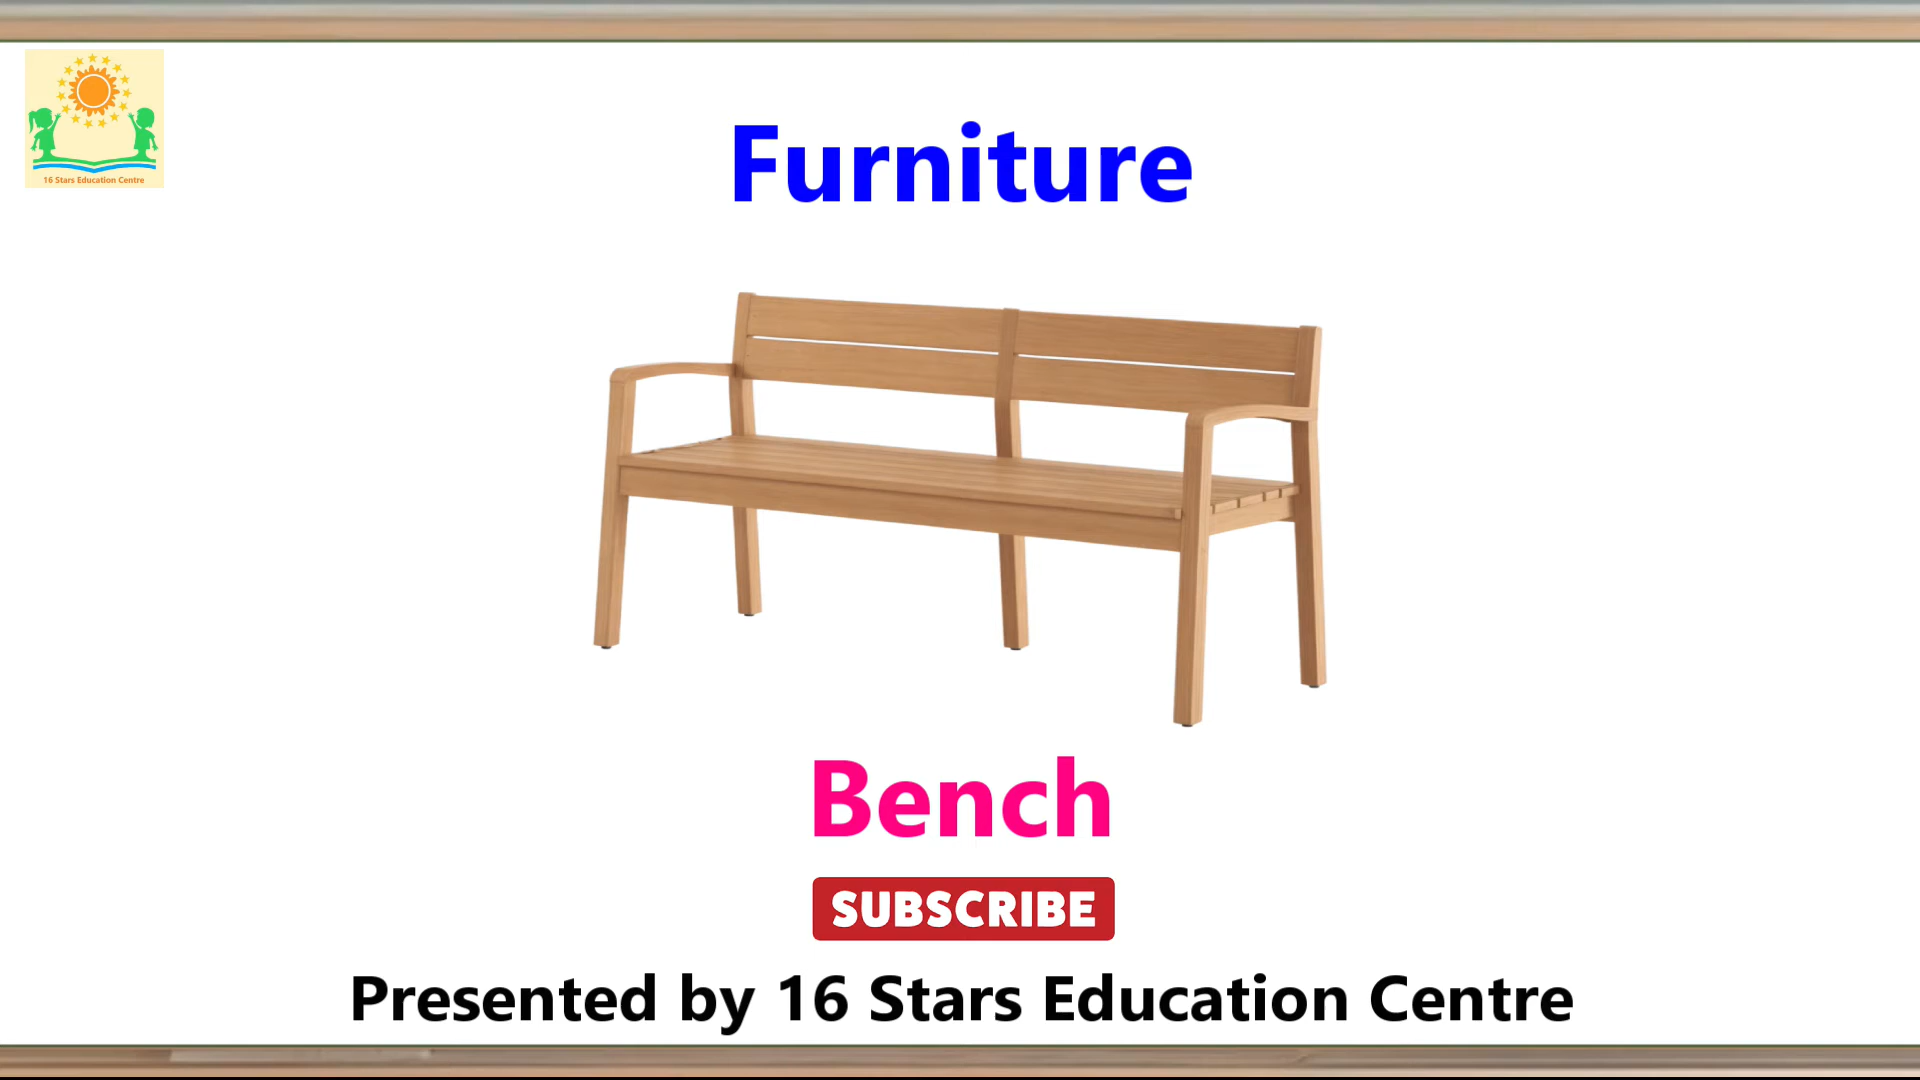 16 Stars Education Centre
Furniture
Bench
SUBSCRIBE
Presented by 16 Stars Education Centre